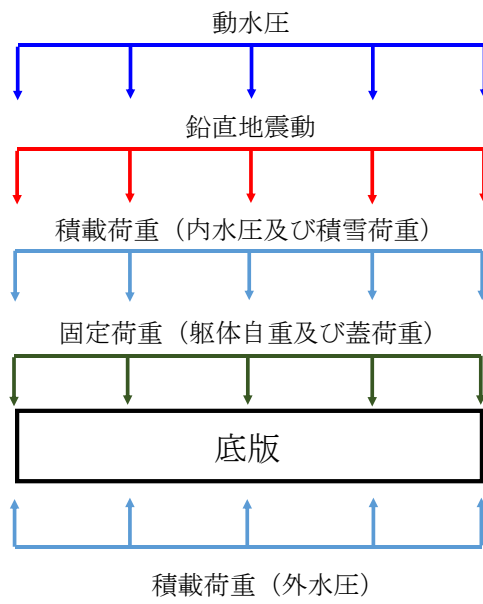 動水圧
鉛直地震動
積載荷重（内水圧及び積雪荷重）
固定荷重（躯体自重及び蓋荷重）
底版
積載荷重（外水圧）